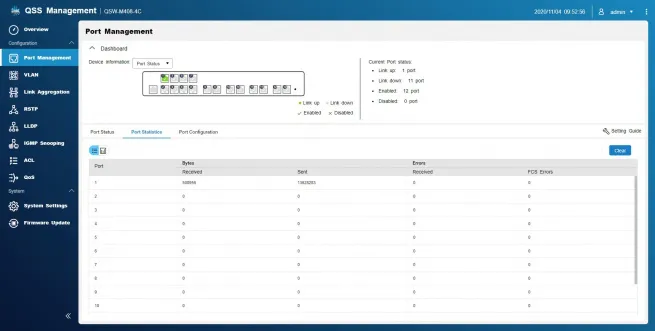 QSS Management
QSW-M408-4C
2020/11/04 09:52:56
admin
Overview
Configuration
Port Management
VLAN
Link Aggregation
RSTP
LLDP
IGMP Snooping
ACL
QoS
System
System Settings
Firmware Update
Port Management
Dashboard
Device Information
Port Status
Link up
Link down
Enabled
Disabled
Current Port status:
Link up: 1 port
Link down: 11 port
Enabled: 12 port
Disabled: 0 port
Port Status
Port Statistics
Port Configuration
Setting Guide
Clear
Port
Bytes
Errors
Received
Sent
Received
FCS Errors
1 0 0
2 0 0 0 0
3 0 0 0 0
4 0 0 0 0
5 0 0 0 0
6 0 0 0 0
7 0 0 0 0
8 0 0 0 0
9 0 0 0 0
10 0 0 0 0